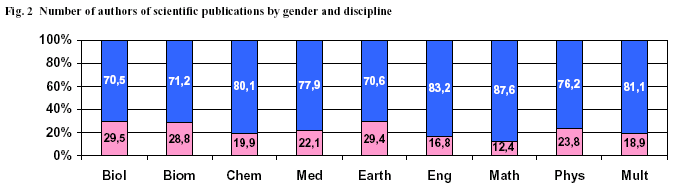 Fig. 2 Number of authors of scientific publications by gender and discipline
100%
80%
60%
40%
20%
0%
70,5 71,2 80,1 77,9 70,6 83,2 87,6 76,2 81,1
29,5 28,8 19,9 22,1 29,4 16,8 12,4 23,8 18,9
Biol Biom Chem Med Earth Eng Math Phys Mult